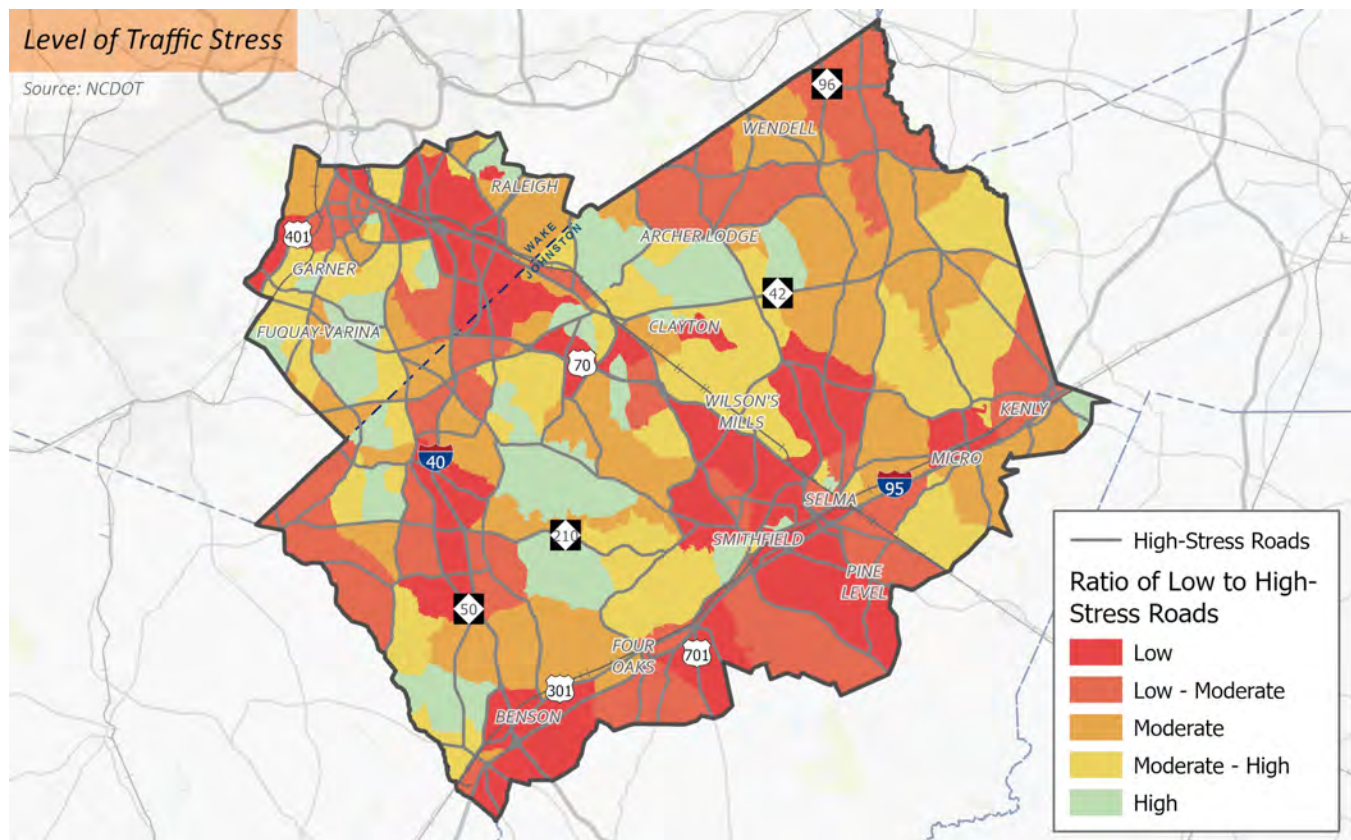 Level of Traffic Stress
Source: NCDOT
96
WENDELL
RALEIGH
401
WAKE
JOHNSTON
ARCHER LODGE
GARNER
42
FUQUAY-VARINA
CLAYTON
70
WILSON'S
MILLS
KENLY
40
MICRO
95
SELMA
210
SMITHFIELD
PINE
LEVEL
50
FOUR
OAKS
701
301
BENSON
High-Stress Roads
Ratio of Low to High-
Stress Roads
Low
Low - Moderate
Moderate
Moderate - High
High